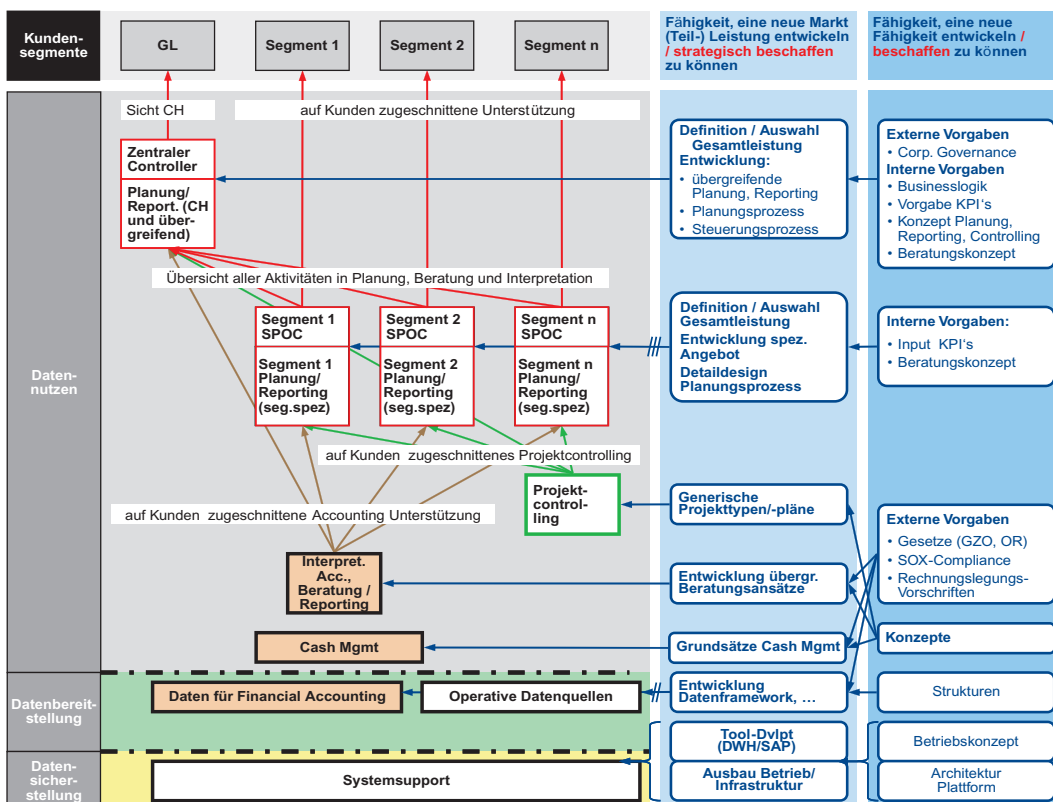 Kunden-
segmente
GL
Segment 1
Segment 2
Segment n
Fähigkeit, eine neue Markt
(Teil-) Leistung entwickeln
/ strategisch beschaffen
zu können
Fähigkeit, eine neue
Fähigkeit entwickeln /
beschaffen zu können
Daten-
nutzen
Sicht CH
auf Kunden zugeschnittene Unterstützung
Zentraler
Controller
Planung/
Report. (CH
und über-
greifend)
Definition / Auswahl
Gesamtleistung
Entwicklung:
• übergreifende
Planung, Reporting
• Planungsprozess
• Steuerungsprozess
Externe Vorgaben
• Corp. Governance
Interne Vorgaben
• Businesslogik
• Vorgabe KPI's
• Konzept Planung,
Reporting, Controlling
• Beratungskonzept
Übersicht aller Aktivitäten in Planung, Beratung und Interpretation
Segment 1
SPOC
Segment 1
Planung/
Reporting
(seg.spez)
Segment 2
SPOC
Segment 2
Planung/
Reporting
(seg.spez)
Segment n
SPOC
Segment n
Planung/
Reporting
(seg.spez)
Definition / Auswahl
Gesamtleistung
Entwicklung spez.
Angebot
Detaildesign
Planungsprozess
Interne Vorgaben:
• Input KPI's
• Beratungskonzept
auf Kunden zugeschnittenes Projektcontrolling
Projekt-
control-
ling
Generische
Projekttypen/-pläne
auf Kunden zugeschnittene Accounting Unterstützung
Externe Vorgaben
• Gesetze (GZO, OR)
• SOX-Compliance
• Rechnungslegungs-
Vorschriften
Interpret.
Acc.,
Beratung /
Reporting
Entwicklung übergr.
Beratungsansätze
Cash Mgmt
Grundsätze Cash Mgmt
Konzepte
Datenbereit-
stellung
Daten für Financial Accounting
Operative Datenquellen
Entwicklung
Datenframework, …
Strukturen
Daten-
sicher-
stellung
Systemsupport
Tool-Dvlpt
(DWH/SAP)
Betriebskonzept
Ausbau Betrieb/
Infrastruktur
Architektur
Plattform